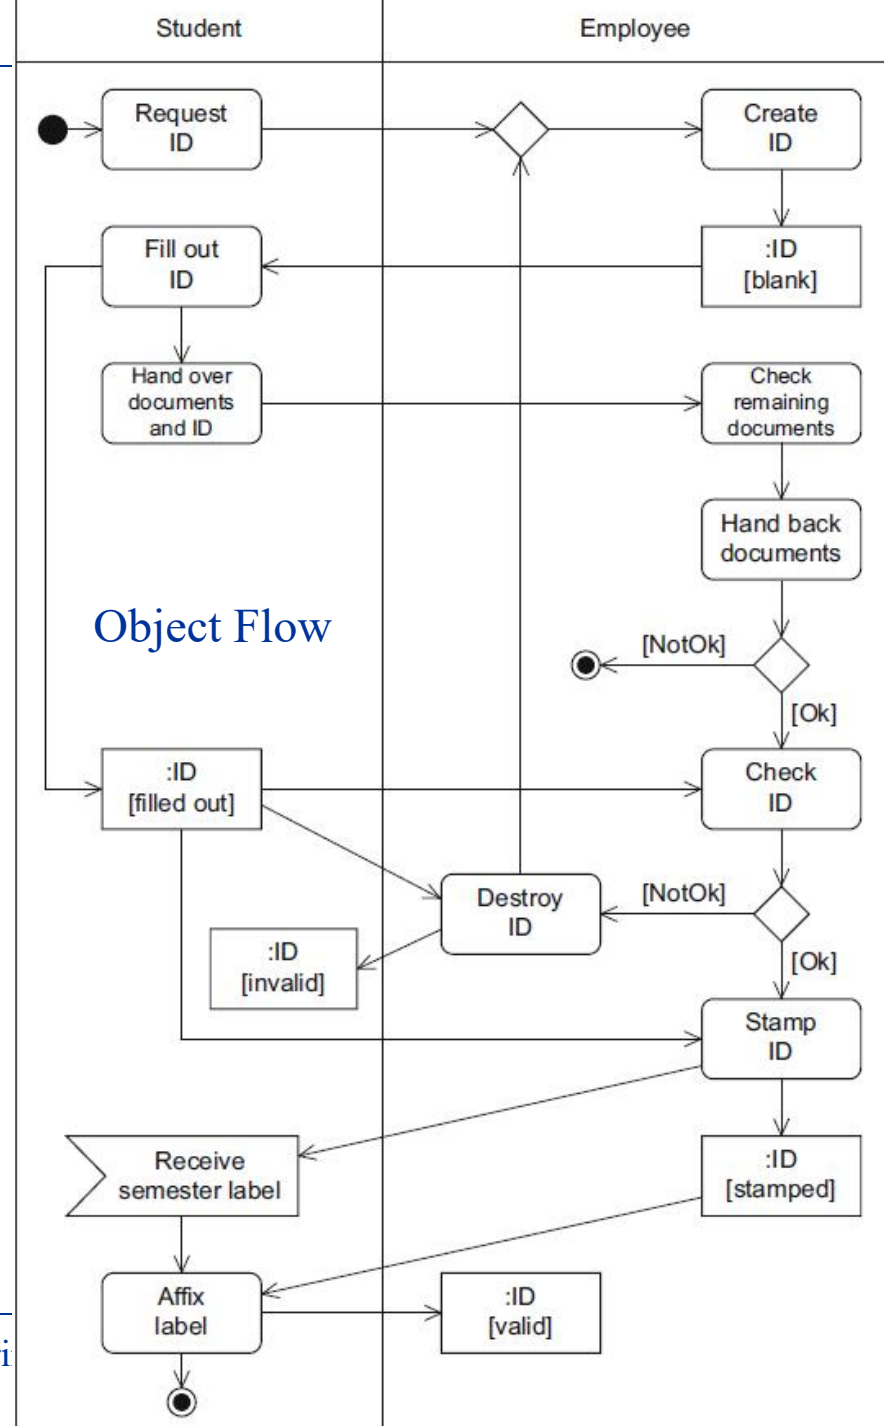 Student
Employee
Request
ID
Create
ID
Fill out
ID
:ID
[blank]
Hand over
documents
and ID
Check
remaining
documents
Hand back
documents
Object Flow
[NotOk]
[Ok]
:ID
[filled out]
Check
ID
Destroy
ID
[NotOk]
:ID
[invalid]
[Ok]
Stamp
ID
Receive
semester label
:ID
[stamped]
Affix
label
:ID
[valid]